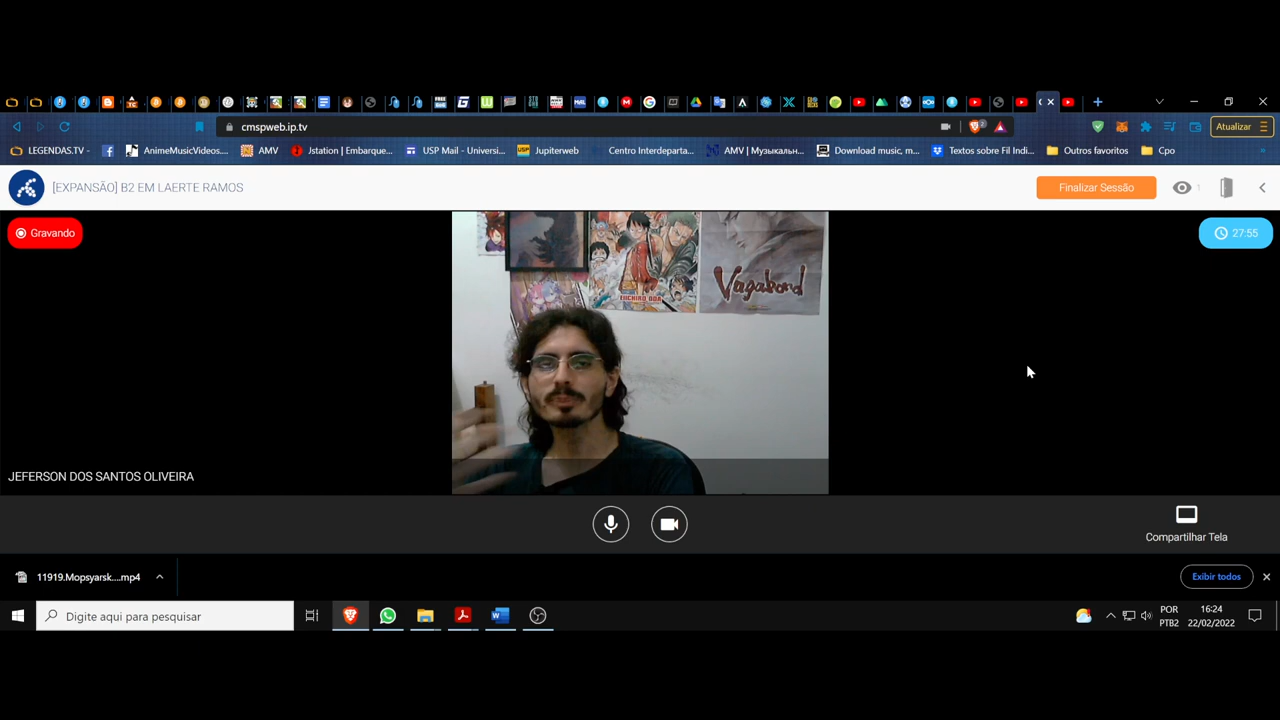 cmspweb.ip.tv
Atualizar
LEGENDAS.TV
AnimeMusicVideos...
AMV
Jstation | Embarque...
USP Mail - Universi...
USP
Jupiterweb
Centro Interdeparta...
AMV | Музыкальн...
Download music, m...
Textos sobre Fil Indi...
Outros favoritos
Cpo
[EXPANSÃO] B2 EM LAERTE RAMOS
Finalizar Sessão
1
Gravando
27:55
EIICHIRO ODA
Vagabond
JEFERSON DOS SANTOS OLIVEIRA
Compartilhar Tela
11919.Mopsyarsk....mp4
Exibir todos
Digite aqui para pesquisar
POR
PTB2
16:24
22/02/2022